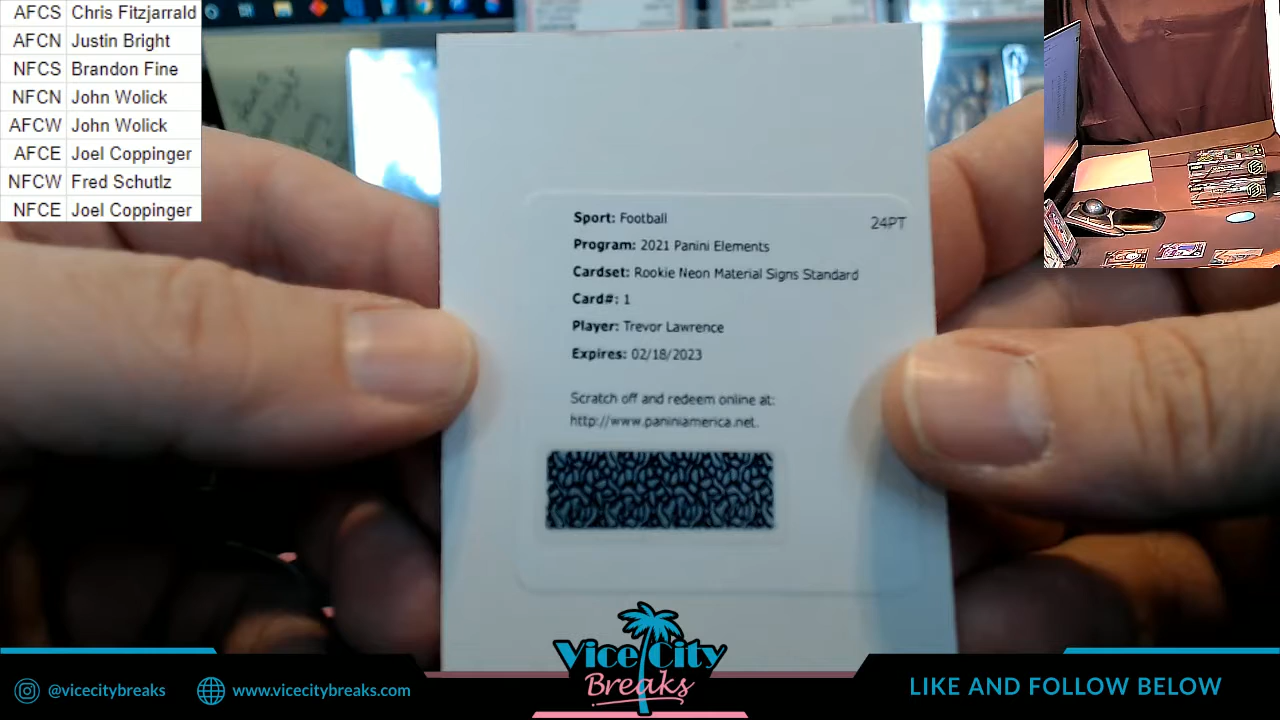 AFCS Chris Fitzjarrald
AFCN Justin Bright
NFCS Brandon Fine
NFCN John Wolick
AFCW John Wolick
AFCE Joel Coppinger
NFCW Fred Schutlz
NFCE Joel Coppinger
24PT
Sport: Football
Program: 2021 Panini Elements
Cardset: Rookie Neon Material Signs Standard
Card#: 1
Player: Trevor Lawrence
Expires: 02/18/2023
Scratch off and redeem online at:
http://www.paniniamerica.net.
@vicecitybreaks
www.vicecitybreaks.com
Vice City
Breaks
LIKE AND FOLLOW BELOW